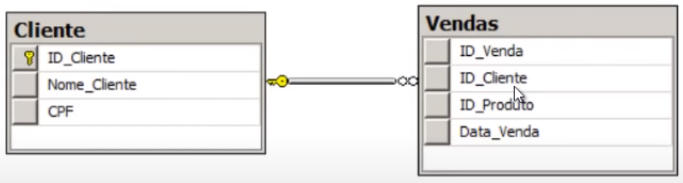 Cliente
ID_Cliente
Nome_Cliente
CPF
Vendas
ID_Venda
ID_Cliente
ID_Produto
Data_Venda